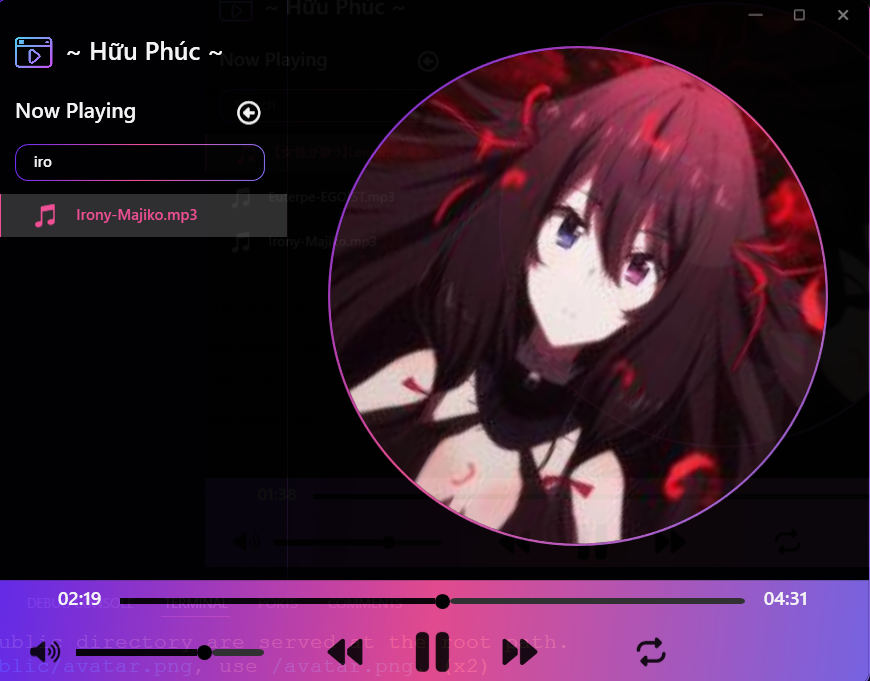 ~ Hữu Phúc ~
~ Hữu Phúc ~
Now Playing
Now Playing
iro
Euterpe-EGOIST.mp3
Irony-Majiko.mp3
Irony-Majiko.mp3
01:38
02:19
04:31
DEBUG CONSOLE TERMINAL PORTS COMMENTS
ublic directory are served at the root path.
blic/avatar.png, use /avatar.png. (x2)